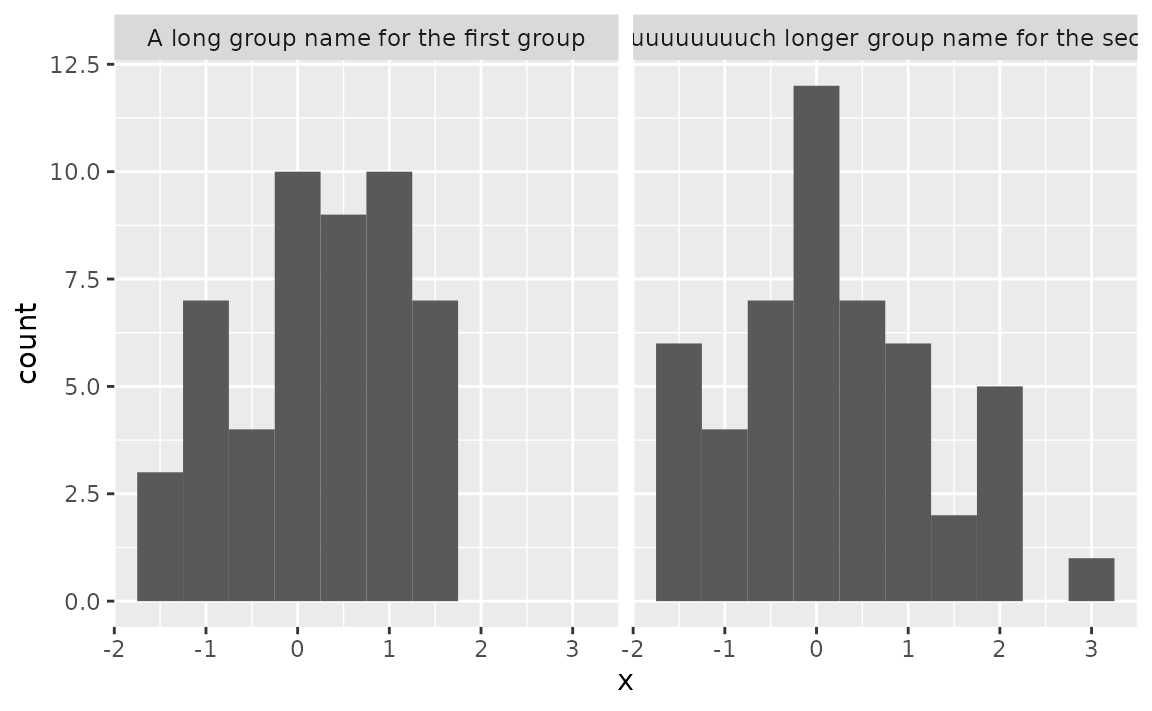 A long group name for the first group
uuuuuuuuch longer group name for the sec
12.5
10.0
7.5
5.0
2.5
0.0
count
-2 -1 0 1 2 3
-2 -1 0 1 2 3
x